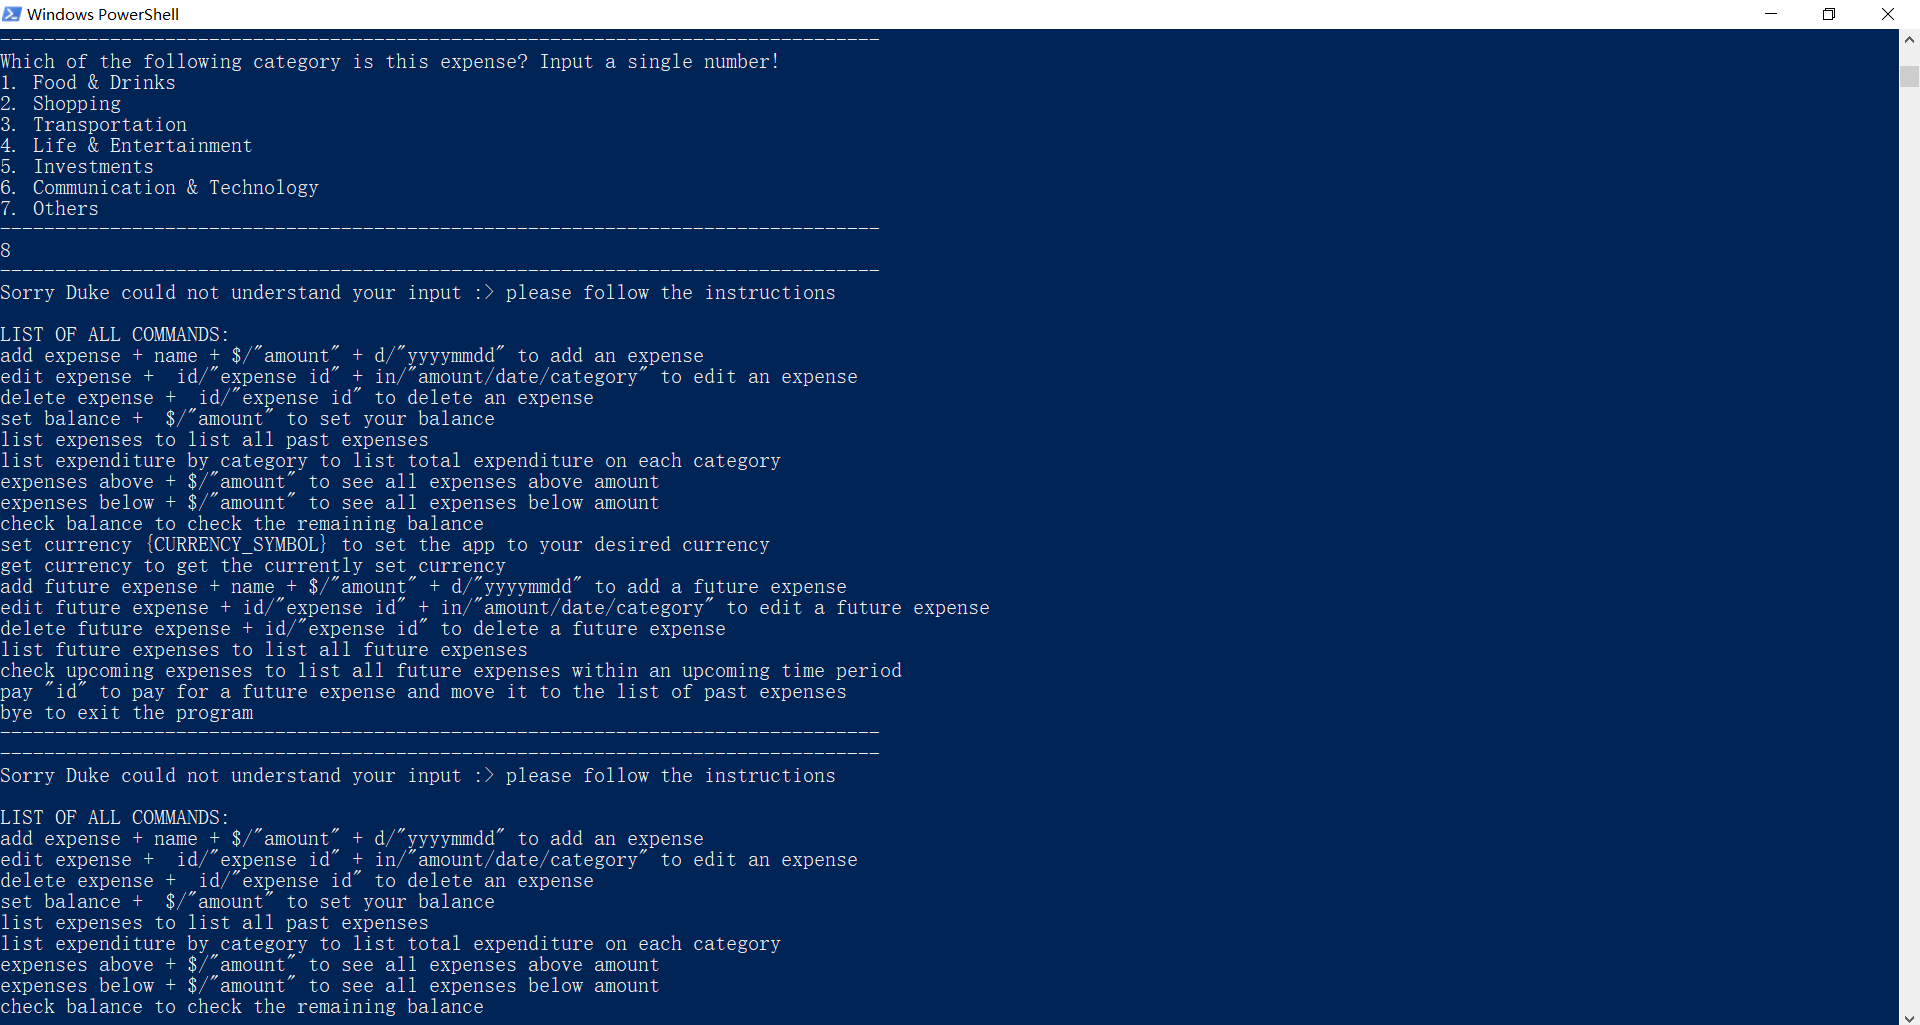 Windows PowerShell
--------------------------------------------------------------------------------
Which of the following category is this expense? Input a single number!
1. Food & Drinks
2. Shopping
3. Transportation
4. Life & Entertainment
5. Investments
6. Communication & Technology
7. Others
--------------------------------------------------------------------------------
8
--------------------------------------------------------------------------------
Sorry Duke could not understand your input :> please follow the instructions

LIST OF ALL COMMANDS:
add expense + name + $/"amount" + d/"yyyymmdd" to add an expense
edit expense +  id/"expense id" + in/"amount/date/category" to edit an expense
delete expense +  id/"expense id" to delete an expense
set balance +  $/"amount" to set your balance
list expenses to list all past expenses
list expenditure by category to list total expenditure on each category
expenses above + $/"amount" to see all expenses above amount
expenses below + $/"amount" to see all expenses below amount
check balance to check the remaining balance
set currency {CURRENCY_SYMBOL} to set the app to your desired currency
get currency to get the currently set currency
add future expense + name + $/"amount" + d/"yyyymmdd" to add a future expense
edit future expense + id/"expense id" + in/"amount/date/category" to edit a future expense
delete future expense + id/"expense id" to delete a future expense
list future expenses to list all future expenses
check upcoming expenses to list all future expenses within an upcoming time period
pay "id" to pay for a future expense and move it to the list of past expenses
bye to exit the program
--------------------------------------------------------------------------------
--------------------------------------------------------------------------------
Sorry Duke could not understand your input :> please follow the instructions

LIST OF ALL COMMANDS:
add expense + name + $/"amount" + d/"yyyymmdd" to add an expense
edit expense +  id/"expense id" + in/"amount/date/category" to edit an expense
delete expense +  id/"expense id" to delete an expense
set balance +  $/"amount" to set your balance
list expenses to list all past expenses
list expenditure by category to list total expenditure on each category
expenses above + $/"amount" to see all expenses above amount
expenses below + $/"amount" to see all expenses below amount
check balance to check the remaining balance